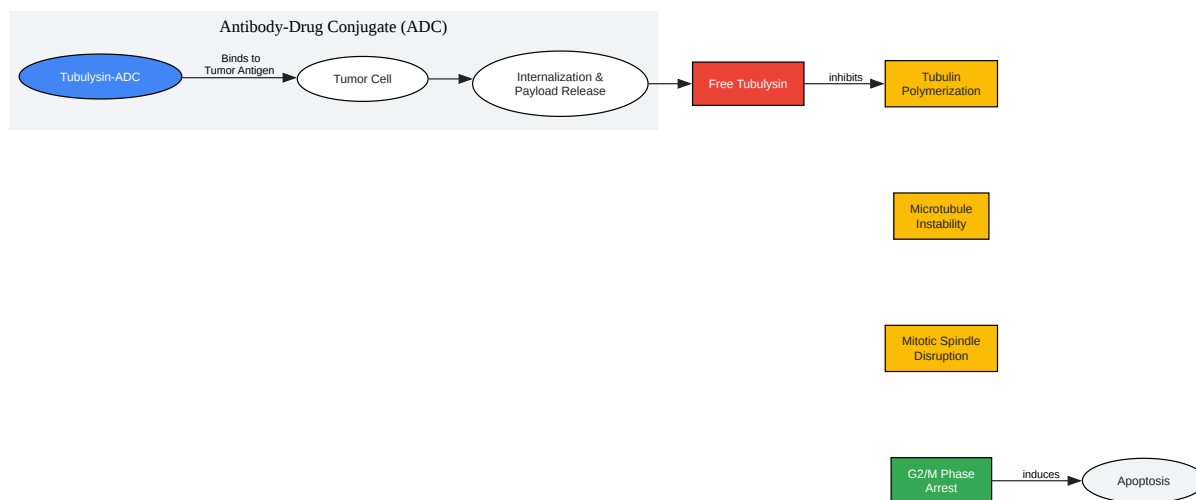 Antibody-Drug Conjugate (ADC)
Tubulysin-ADC
Binds to
Tumor Antigen
Tumor Cell
Internalization &
Payload Release
Free Tubulysin
inhibits
Tubulin
Polymerization
Microtubule
Instability
Mitotic Spindle
Disruption
G2/M Phase
Arrest
induces
Apoptosis